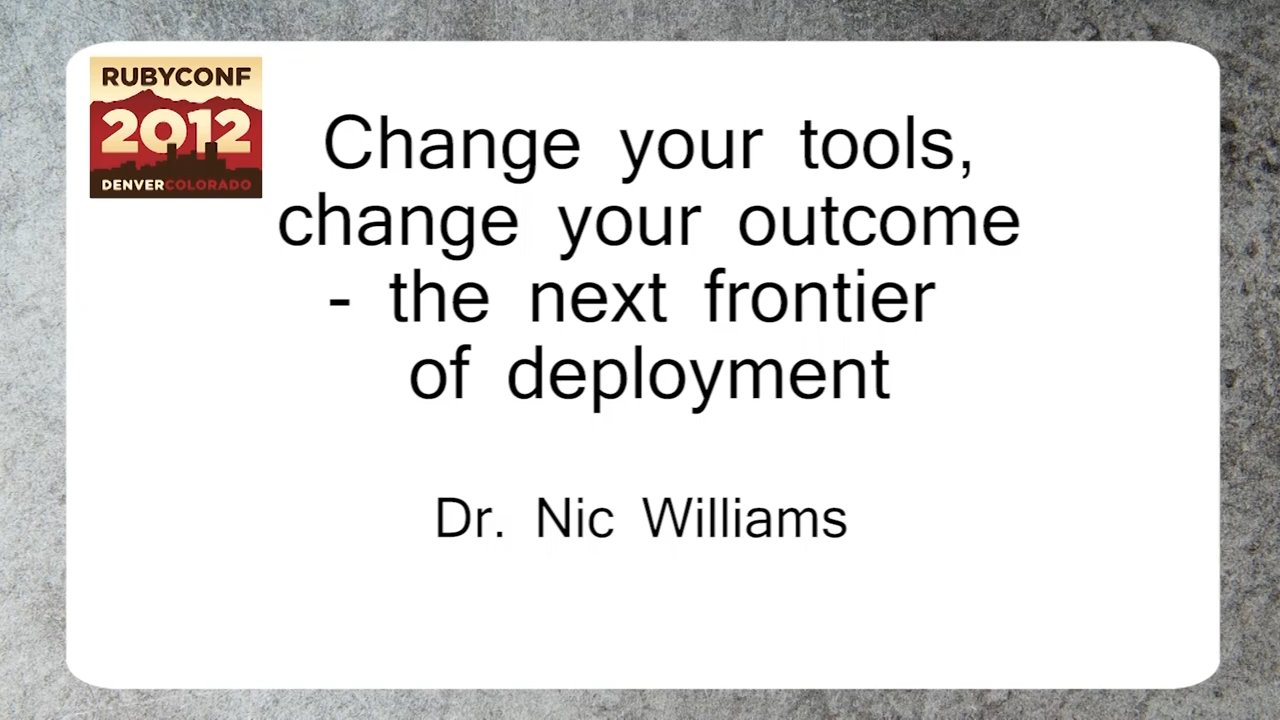 RUBYCONF
2012
DENVERCOLORADO
Change your tools,
change your outcome
- the next frontier
of deployment
Dr. Nic Williams